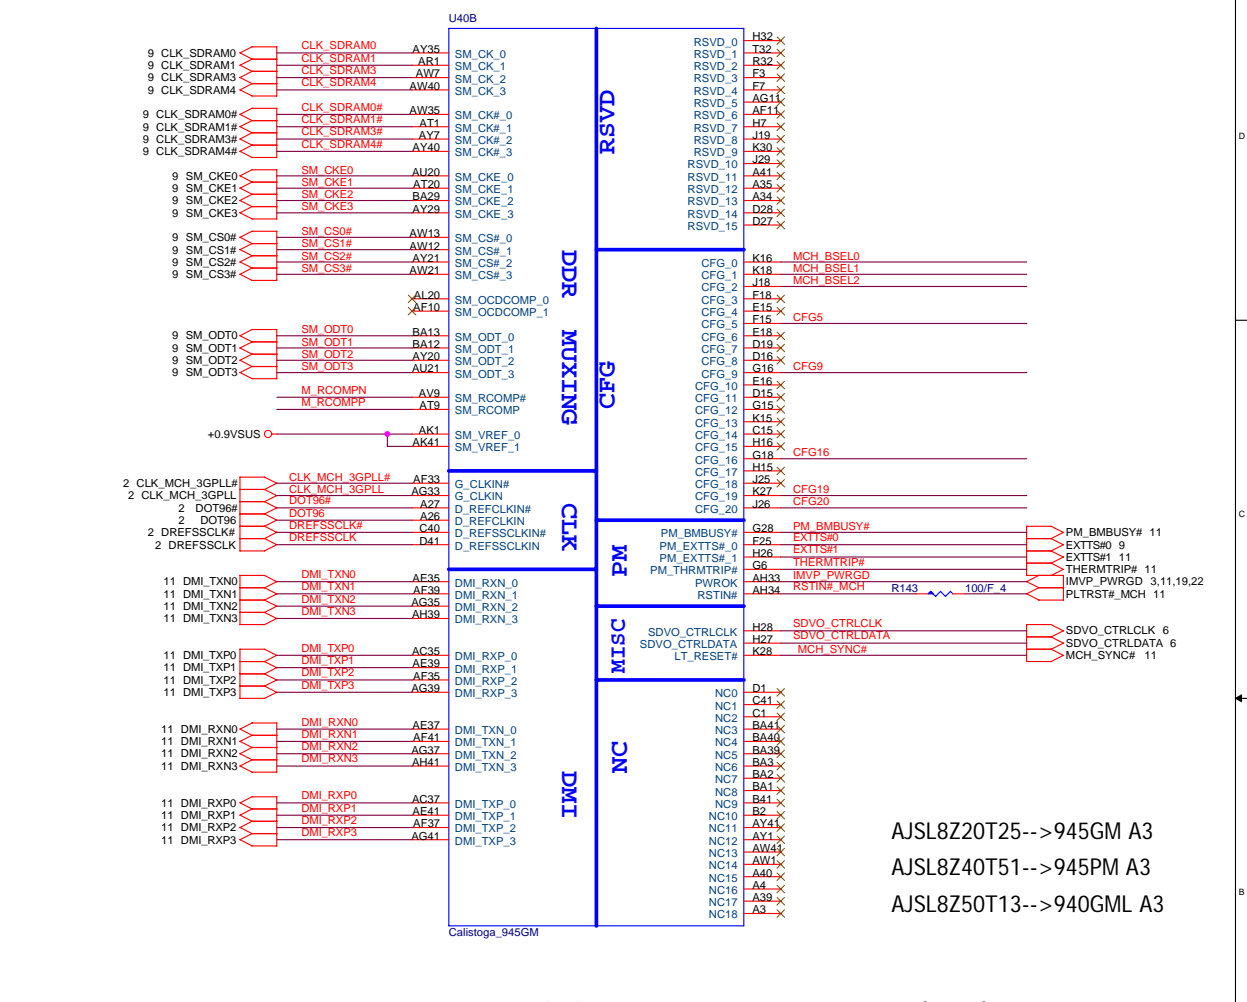 U40B
9 CLK_SDRAM0 CLK_SDRAM0 AY35 SM_CK_0
9 CLK_SDRAM1 CLK_SDRAM1 AR1 SM_CK_1
9 CLK_SDRAM3 CLK_SDRAM3 AW7 SM_CK_2
9 CLK_SDRAM4 CLK_SDRAM4 AW40 SM_CK_3
9 CLK_SDRAM0# CLK_SDRAM0# AW35 SM_CK#_0
9 CLK_SDRAM1# CLK_SDRAM1# AT1 SM_CK#_1
9 CLK_SDRAM3# CLK_SDRAM3# AY7 SM_CK#_2
9 CLK_SDRAM4# CLK_SDRAM4# AY40 SM_CK#_3
9 SM_CKE0 SM_CKE0 AU20 SM_CKE_0
9 SM_CKE1 SM_CKE1 AT20 SM_CKE_1
9 SM_CKE2 SM_CKE2 BA29 SM_CKE_2
9 SM_CKE3 SM_CKE3 AY29 SM_CKE_3
9 SM_CS0# SM_CS0# AW13 SM_CS#_0
9 SM_CS1# SM_CS1# AW12 SM_CS#_1
9 SM_CS2# SM_CS2# AY21 SM_CS#_2
9 SM_CS3# SM_CS3# AW21 SM_CS#_3
AL20 SM_OCDCOMP_0
AF10 SM_OCDCOMP_1
9 SM_ODT0 SM_ODT0 BA13 SM_ODT_0
9 SM_ODT1 SM_ODT1 BA12 SM_ODT_1
9 SM_ODT2 SM_ODT2 AY20 SM_ODT_2
9 SM_ODT3 SM_ODT3 AU21 SM_ODT_3
M_RCOMPN AV9 SM_RCOMP#
M_RCOMPP AT9 SM_RCOMP
+0.9VSUS AK1 SM_VREF_0
AK41 SM_VREF_1
DDR MUXING
2 CLK_MCH_3GPLL# CLK_MCH_3GPLL# AF33 G_CLKIN#
2 CLK_MCH_3GPLL CLK_MCH_3GPLL AG33 G_CLKIN
2 DOT96# DOT96# A27 D_REFCLKIN#
2 DOT96 DOT96 A26 D_REFCLKIN
2 DREFSSCLK# DREFSSCLK# C40 D_REFSSCLKIN#
2 DREFSSCLK DREFSSCLK D41 D_REFSSCLKIN
CLK
11 DMI_TXN0 DMI_TXN0 AE35 DMI_RXN_0
11 DMI_TXN1 DMI_TXN1 AF39 DMI_RXN_1
11 DMI_TXN2 DMI_TXN2 AG35 DMI_RXN_2
11 DMI_TXN3 DMI_TXN3 AH39 DMI_RXN_3
11 DMI_TXP0 DMI_TXP0 AC35 DMI_RXP_0
11 DMI_TXP1 DMI_TXP1 AE39 DMI_RXP_1
11 DMI_TXP2 DMI_TXP2 AF35 DMI_RXP_2
11 DMI_TXP3 DMI_TXP3 AG39 DMI_RXP_3
11 DMI_RXN0 DMI_RXN0 AE37 DMI_TXN_0
11 DMI_RXN1 DMI_RXN1 AF41 DMI_TXN_1
11 DMI_RXN2 DMI_RXN2 AG37 DMI_TXN_2
11 DMI_RXN3 DMI_RXN3 AH41 DMI_TXN_3
11 DMI_RXP0 DMI_RXP0 AC37 DMI_TXP_0
11 DMI_RXP1 DMI_RXP1 AE41 DMI_TXP_1
11 DMI_RXP2 DMI_RXP2 AF37 DMI_TXP_2
11 DMI_RXP3 DMI_RXP3 AG41 DMI_TXP_3
DMI
Calistoga_945GM
RSVD
RSVD_0 H32
RSVD_1 T32
RSVD_2 R32
RSVD_3 F3
RSVD_4 F7
RSVD_5 AG11
RSVD_6 AF11
RSVD_7 H7
RSVD_8 J19
RSVD_9 K30
RSVD_10 J29
RSVD_11 A41
RSVD_12 A35
RSVD_13 A34
RSVD_14 D28
RSVD_15 D27
CFG
CFG_0 K16 MCH_BSEL0
CFG_1 K18 MCH_BSEL1
CFG_2 J18 MCH_BSEL2
CFG_3 F18
CFG_4 E15
CFG_5 F15 CFG5
CFG_6 E18
CFG_7 D19
CFG_8 D16
CFG_9 G16 CFG9
CFG_10 E16
CFG_11 D15
CFG_12 G15
CFG_13 K15
CFG_14 C15
CFG_15 H16
CFG_16 G18 CFG16
CFG_17 H15
CFG_18 J25
CFG_19 K27 CFG19
CFG_20 J26 CFG20
PM
PM_BMBUSY# G28 PM_BMBUSY# PM_BMBUSY# 11
PM_EXTTS#_0 F25 EXTTS#0 EXTTS#0 9
PM_EXTTS#_1 H26 EXTTS#1 EXTTS#1 11
PM_THRMTRIP# G6 THERMTRIP# THERMTRIP# 11
PWROK AH33 IMVP_PWRGD IMVP_PWRGD 3,11,19,22
RSTIN# AH34 RSTIN#_MCH R143 100/F_4 PLTRST#_MCH 11
MISC
SDVO_CTRLCLK H28 SDVO_CTRLCLK SDVO_CTRLCLK 6
SDVO_CTRLDATA H27 SDVO_CTRLDATA SDVO_CTRLDATA 6
LT_RESET# K28 MCH_SYNC# MCH_SYNC# 11
NC
NC0 D1
NC1 C41
NC2 C1
NC3 BA41
NC4 BA40
NC5 BA39
NC6 BA3
NC7 BA2
NC8 BA1
NC9 B41
NC10 B2
NC11 AY41
NC12 AY1
NC13 AW41
NC14 AW1
NC15 A40
NC16 A4
NC17 A39
NC18 A3
AJSL8Z20T25-->945GM A3
AJSL8Z40T51-->945PM A3
AJSL8Z50T13-->940GML A3
D
C
B